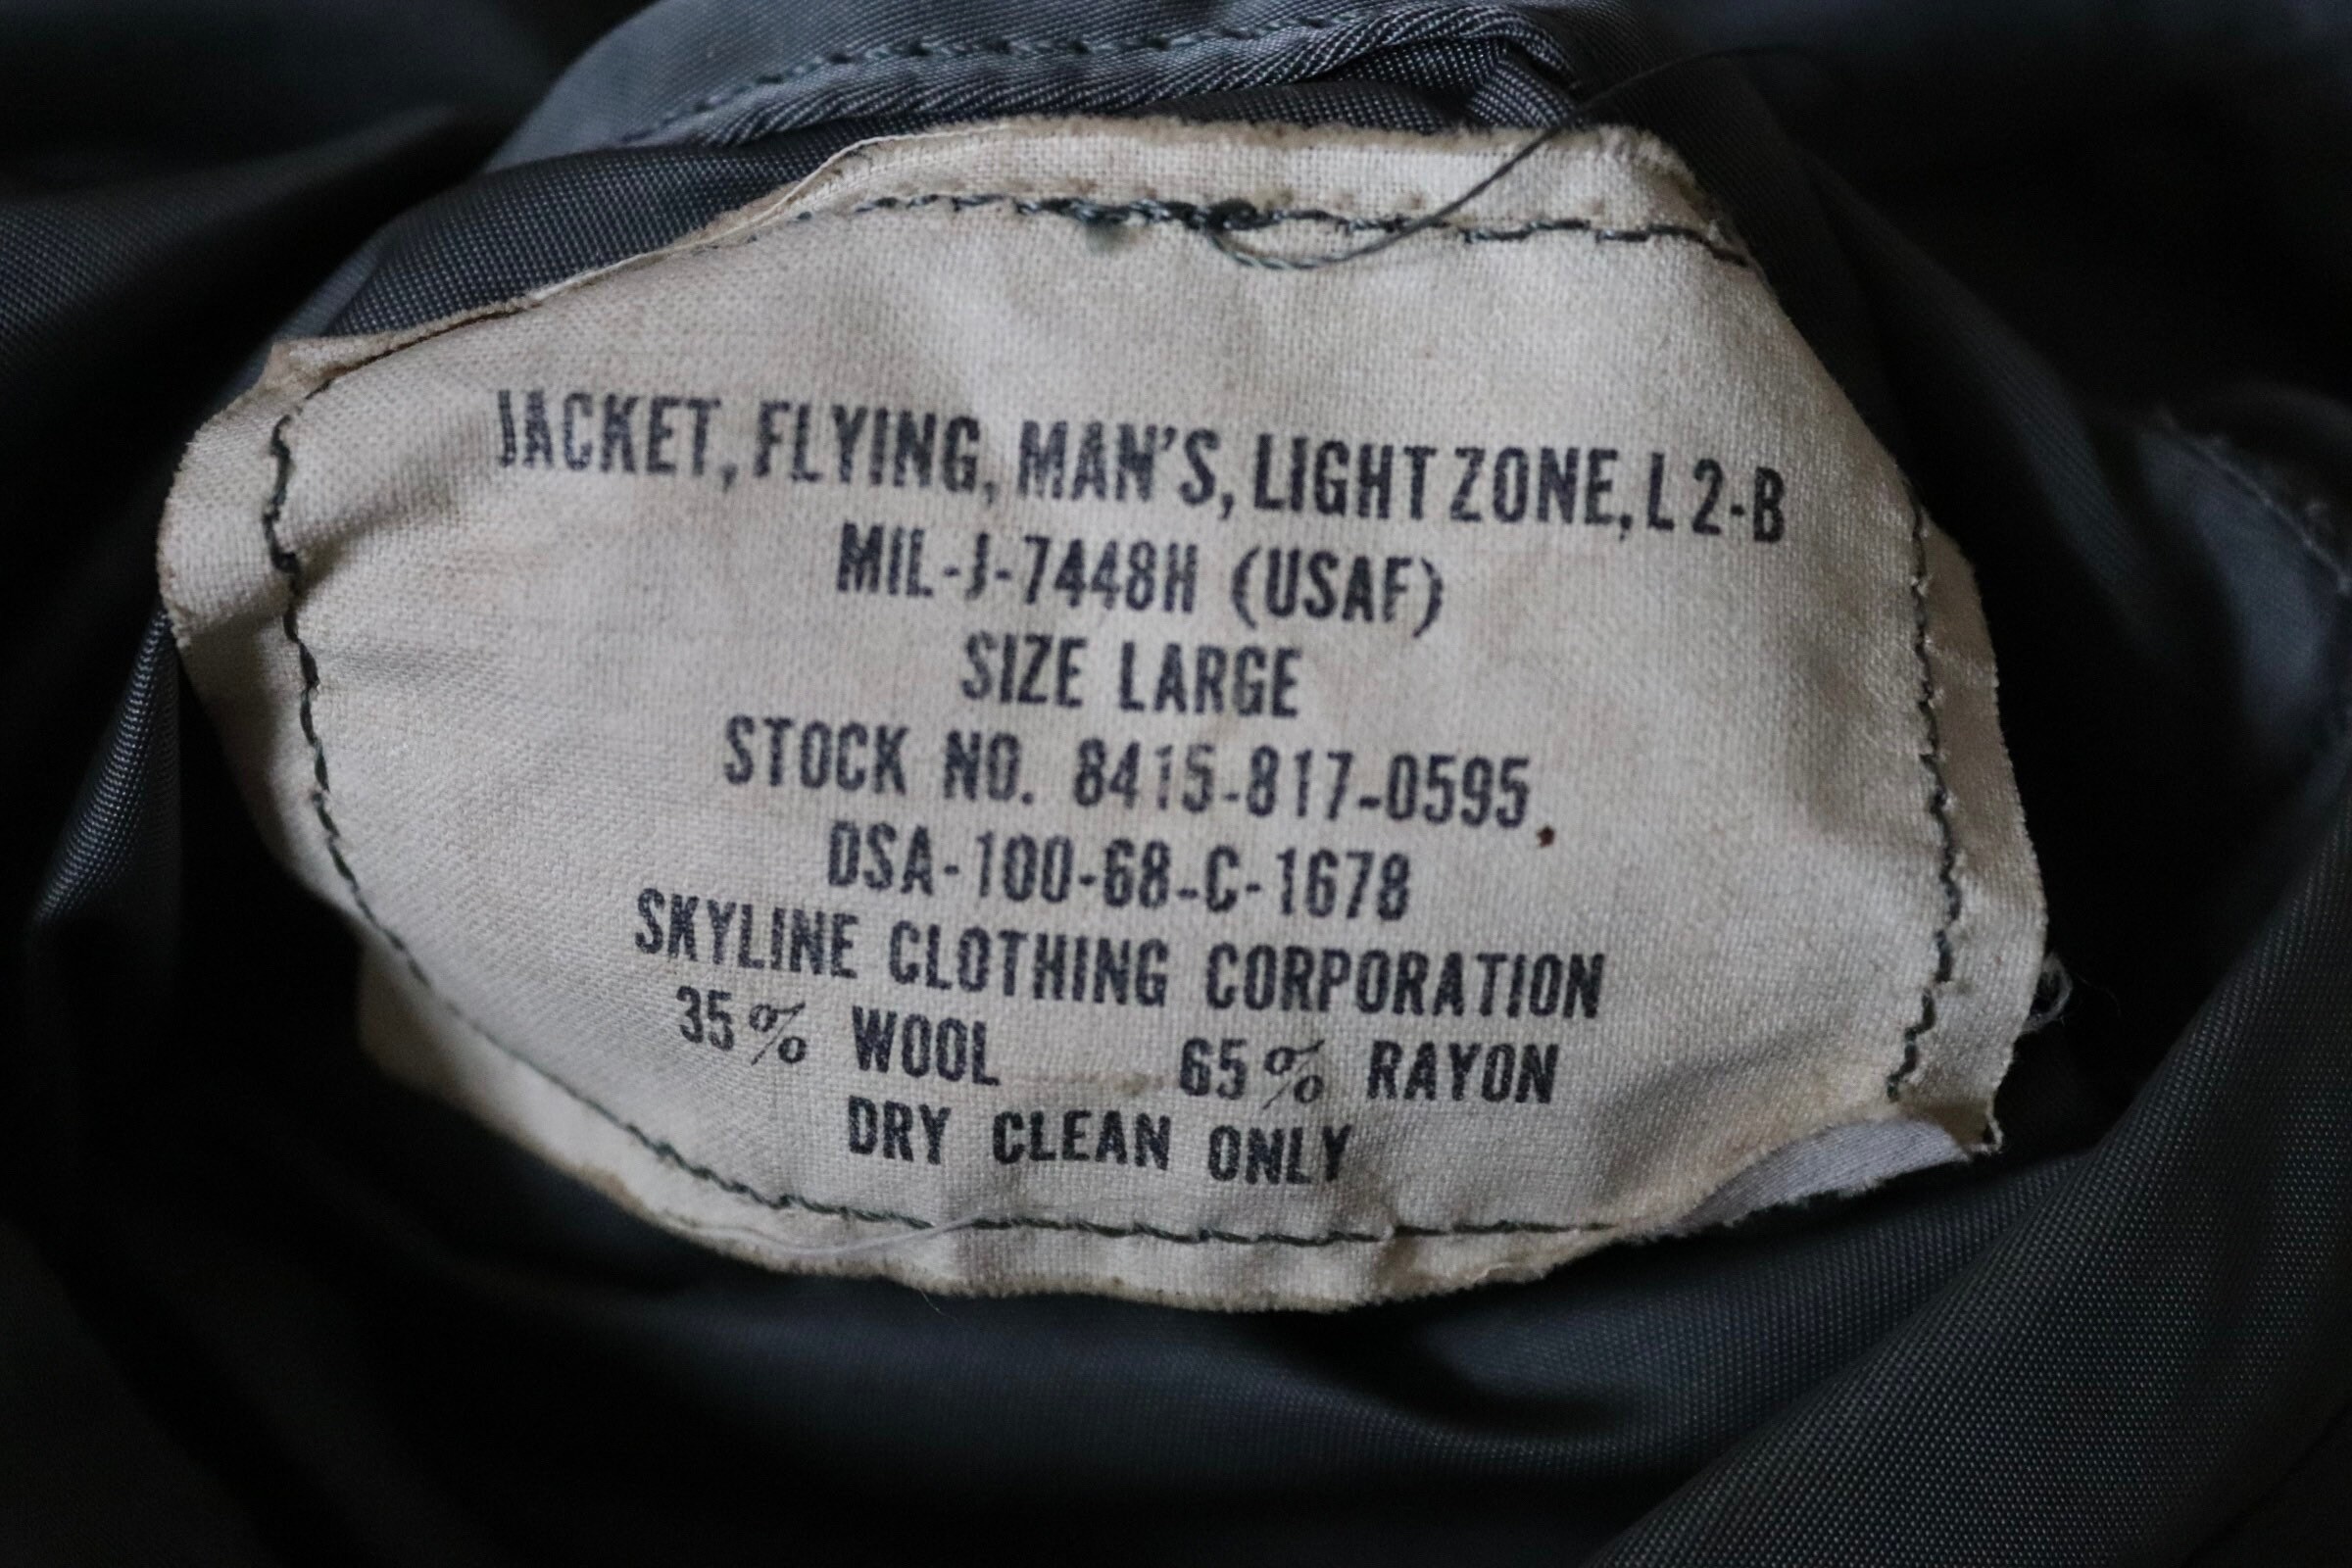 JACKET, FLYING, MAN'S, LIGHT ZONE, L 2-B
MIL-J-7448H (USAF)
SIZE LARGE
STOCK NO. 8415-817-0595
DSA-100-68-C-1678
SKYLINE CLOTHING CORPORATION
35% WOOL 65% RAYON
DRY CLEAN ONLY